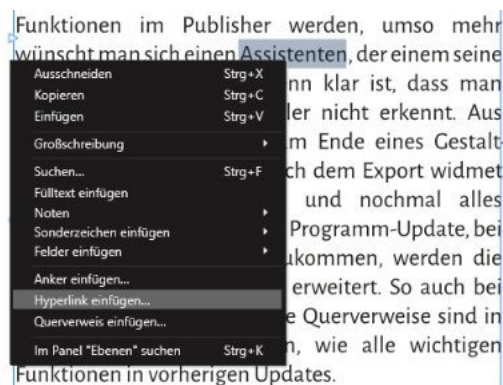 Funktionen im Publisher werden, umso mehr
wünscht man sich einen Assistenten, der einem seine
nn klar ist, dass man
ler nicht erkennt. Aus
m Ende eines Gestalt-
ch dem Export widmet
und nochmal alles
Programm-Update, bei
ukommen, werden die
erweitert. So auch bei
e Querverweise sind in
n, wie alle wichtigen
Funktionen in vorherigen Updates.
Ausschneiden Strg+X
Kopieren Strg+C
Einfügen Strg+V
Großschreibung
Suchen... Strg+F
Fülltext einfügen
Noten
Sonderzeichen einfügen
Felder einfügen
Anker einfügen...
Hyperlink einfügen...
Querverweis einfügen...
Im Panel "Ebenen" suchen Strg+K